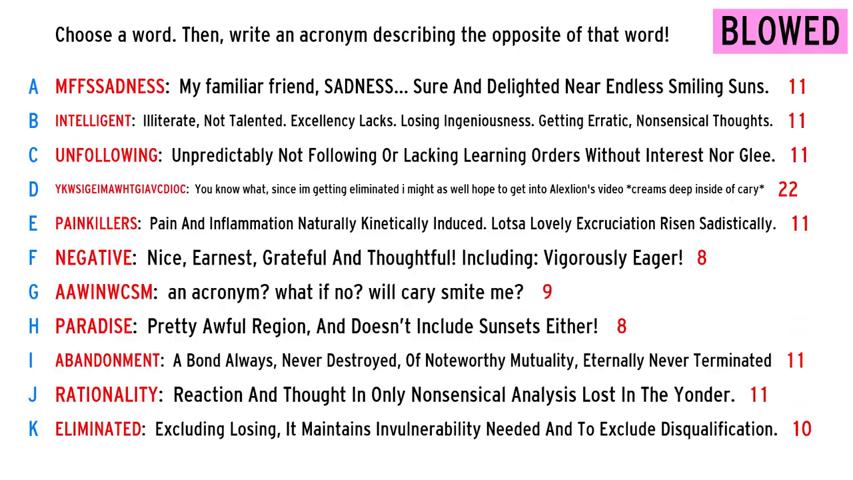 Choose a word. Then, write an acronym describing the opposite of that word! BLOWED
A MFFSSADNESS: My familiar friend, SADNESS... Sure And Delighted Near Endless Smiling Suns. 11
B INTELLIGENT: Illiterate, Not Talented. Excellency Lacks. Losing Ingeniousness. Getting Erratic, Nonsensical Thoughts. 11
C UNFOLLOWING: Unpredictably Not Following Or Lacking Learning Orders Without Interest Nor Glee. 11
D YKWSIGEIMAWHTGIAVCDIOC: You know what, since im getting eliminated i might as well hope to get into Alexlion's video *creams deep inside of cary* 22
E PAINKILLERS: Pain And Inflammation Naturally Kinetically Induced. Lotsa Lovely Excruciation Risen Sadistically. 11
F NEGATIVE: Nice, Earnest, Grateful And Thoughtful! Including: Vigorously Eager! 8
G AAWINWCSM: an acronym? what if no? will cary smite me? 9
H PARADISE: Pretty Awful Region, And Doesn't Include Sunsets Either! 8
I ABANDONMENT: A Bond Always, Never Destroyed, Of Noteworthy Mutuality, Eternally Never Terminated 11
J RATIONALITY: Reaction And Thought In Only Nonsensical Analysis Lost In The Yonder. 11
K ELIMINATED: Excluding Losing, It Maintains Invulnerability Needed And To Exclude Disqualification. 10